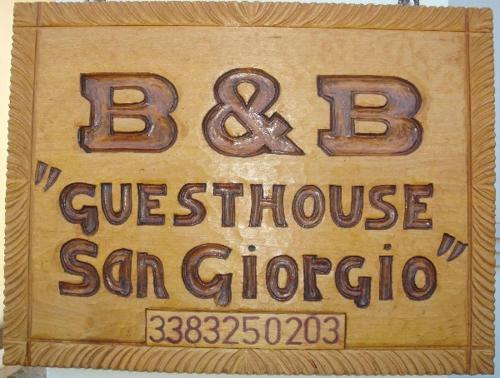 B & B
"GUESTHOUSE
San Giorgio"
3383250203